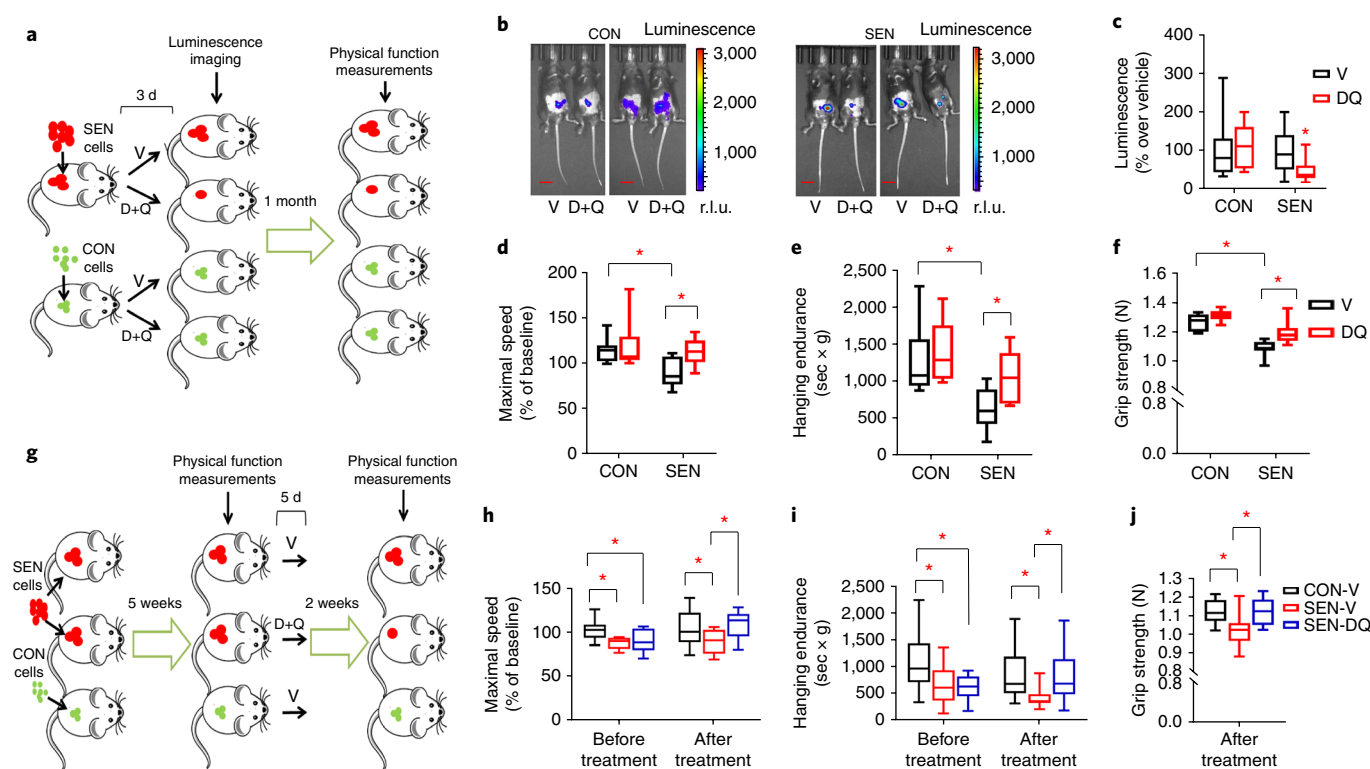 a
Luminescence
imaging
Physical function
measurements
3 d
SEN
cells
V
D+Q
1 month
CON
cells
V
D+Q
b
CON
Luminescence
3,000
2,000
1,000
V D+Q V D+Q r.l.u.
SEN
Luminescence
3,000
2,000
1,000
V D+Q V D+Q r.l.u.
c
Luminescence
(% over vehicle)
400
300
200
100
0
*
CON SEN
V
DQ
d
Maximal speed
(% of baseline)
200
150
100
50
0
*
*
CON SEN
e
Hanging endurance
(sec × g)
2,500
2,000
1,500
1,000
500
0
*
*
CON SEN
f
Grip strength (N)
1.6
1.4
1.2
1.0
0.8
0.8
0.0
*
*
CON SEN
V
DQ
g
Physical function
measurements
Physical function
measurements
5 d
V
SEN
cells
5 weeks
D+Q
2 weeks
CON
cells
V
h
Maximal speed
(% of baseline)
150
100
50
0
*
*
*
*
Before
treatment
After
treatment
i
Hanging endurance
(sec × g)
2,500
2,000
1,500
1,000
500
0
*
*
*
*
Before
treatment
After
treatment
j
Grip strength (N)
1.3
1.2
1.1
1.0
0.9
0.8
0.8
0.0
*
*
After
treatment
CON-V
SEN-V
SEN-DQ